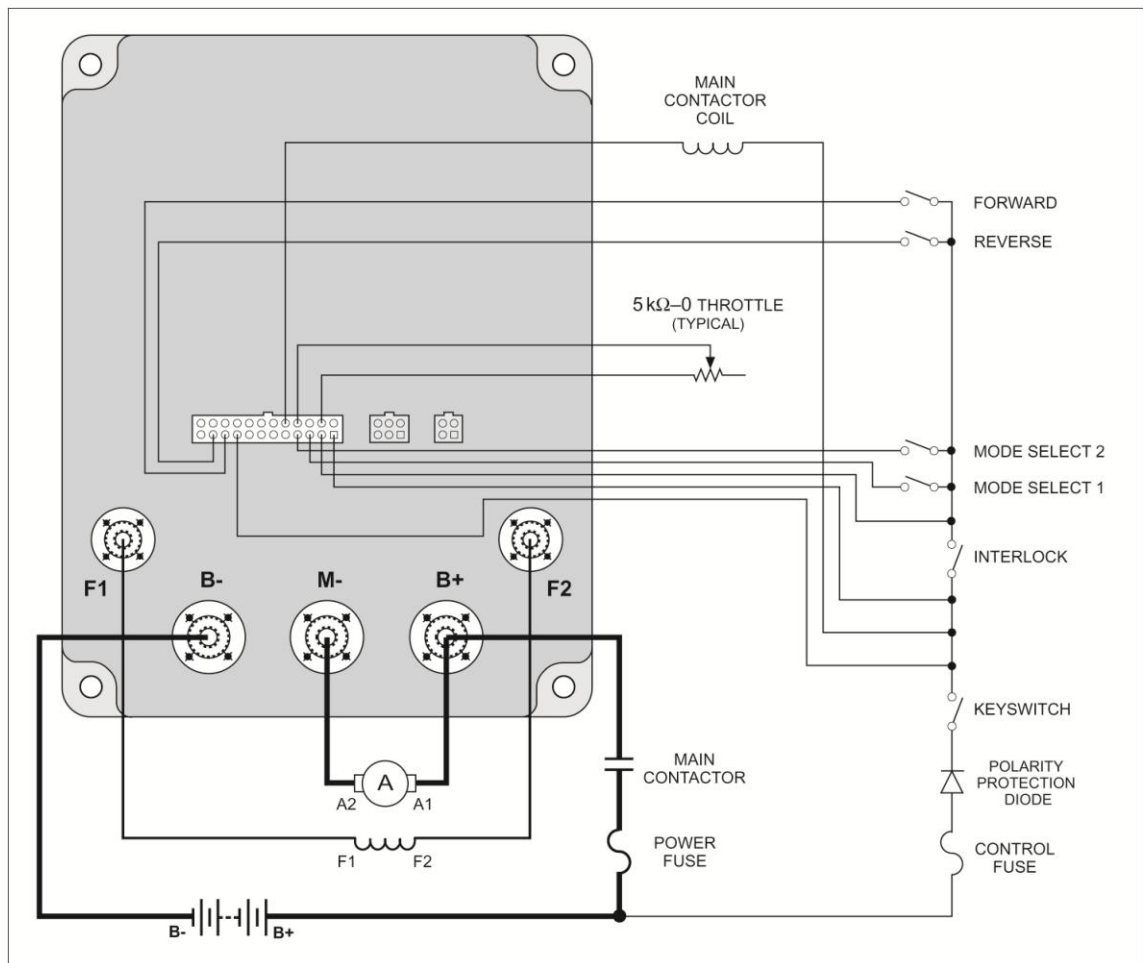 MAIN
CONTACTOR
COIL
FORWARD
REVERSE
5 kΩ–0 THROTTLE
(TYPICAL)
MODE SELECT 2
MODE SELECT 1
INTERLOCK
F1
B-
M-
B+
F2
KEYSWITCH
MAIN
CONTACTOR
POLARITY
PROTECTION
DIODE
A
A2
A1
POWER
FUSE
CONTROL
FUSE
F1
F2
B-
B+